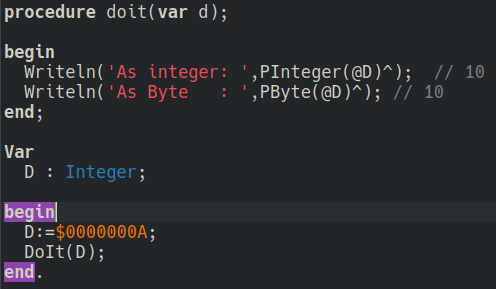 procedure doit(var d);
begin
  Writeln('As integer: ',PInteger(@D)^);  // 10
  Writeln('As Byte   : ',PByte(@D)^); // 10
end;
Var
  D : Integer;
begin
  D:=$0000000A;
  DoIt(D);
end.